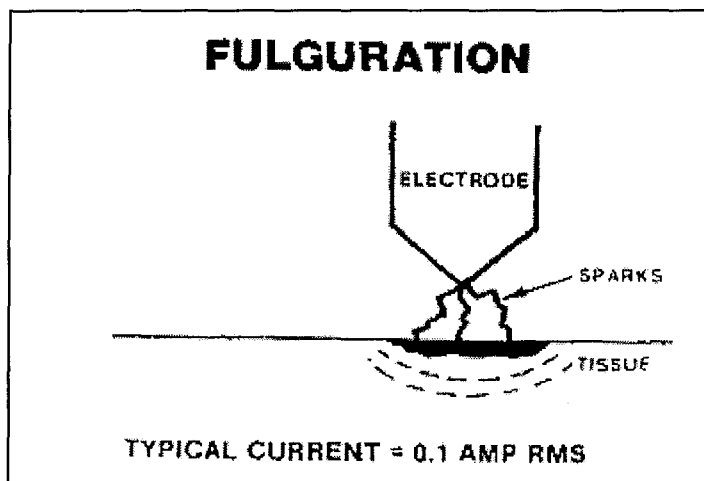 FULGURATION
ELECTRODE
SPARKS
TISSUE
TYPICAL CURRENT = 0.1 AMP RMS